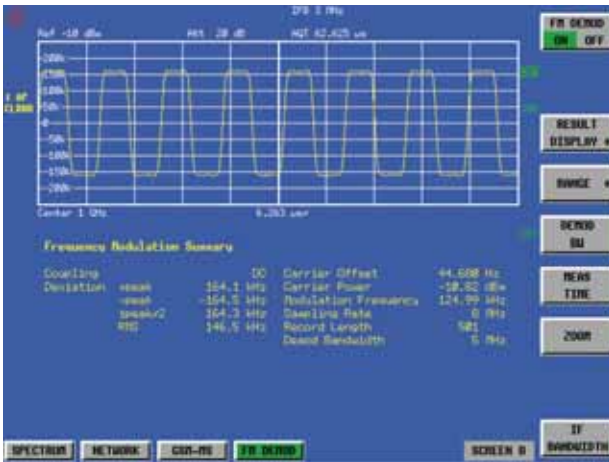 Ref -10 dBm Att 20 dB AQT 62.625 us
FM DEMOD
ON OFF
200k
150k
100k
50k
0
-50k
-100k
-150k
-200k
1 AP
CLRWR
RESULT
DISPLAY
RANGE
Center 1 GHz
DEMOD
BW
Frequency Modulation Summary
MEAS
TIME
Coupling DC
Deviation +peak 164.1 kHz
-peak -164.5 kHz
±peak/2 164.3 kHz
RMS 146.5 kHz
Carrier Offset 44.680 Hz
Carrier Power -10.82 dBm
Modulation Frequency 124.99 kHz
Sampling Rate 8 MHz
Record Length 501
Demod Bandwidth 5 MHz
ZOOM
IF
BANDWIDTH
SPECTRUM
NETWORK
GSM-MS
FM DEMOD
SCREEN B